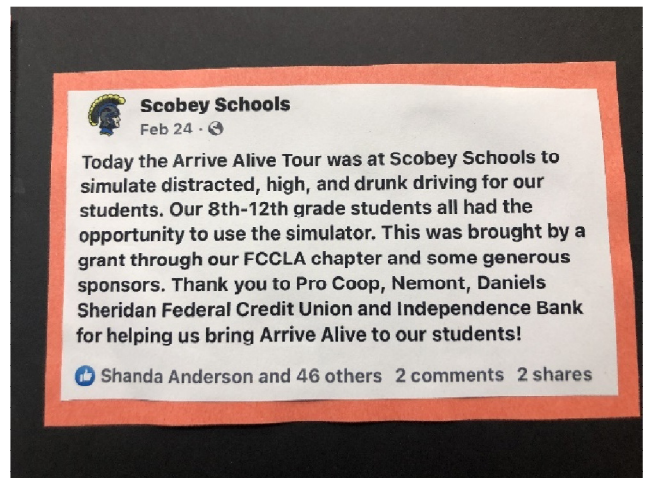 Scobey Schools
Feb 24 ·
Today the Arrive Alive Tour was at Scobey Schools to
simulate distracted, high, and drunk driving for our
students. Our 8th-12th grade students all had the
opportunity to use the simulator. This was brought by a
grant through our FCCLA chapter and some generous
sponsors. Thank you to Pro Coop, Nemont, Daniels
Sheridan Federal Credit Union and Independence Bank
for helping us bring Arrive Alive to our students!
Shanda Anderson and 46 others 2 comments 2 shares